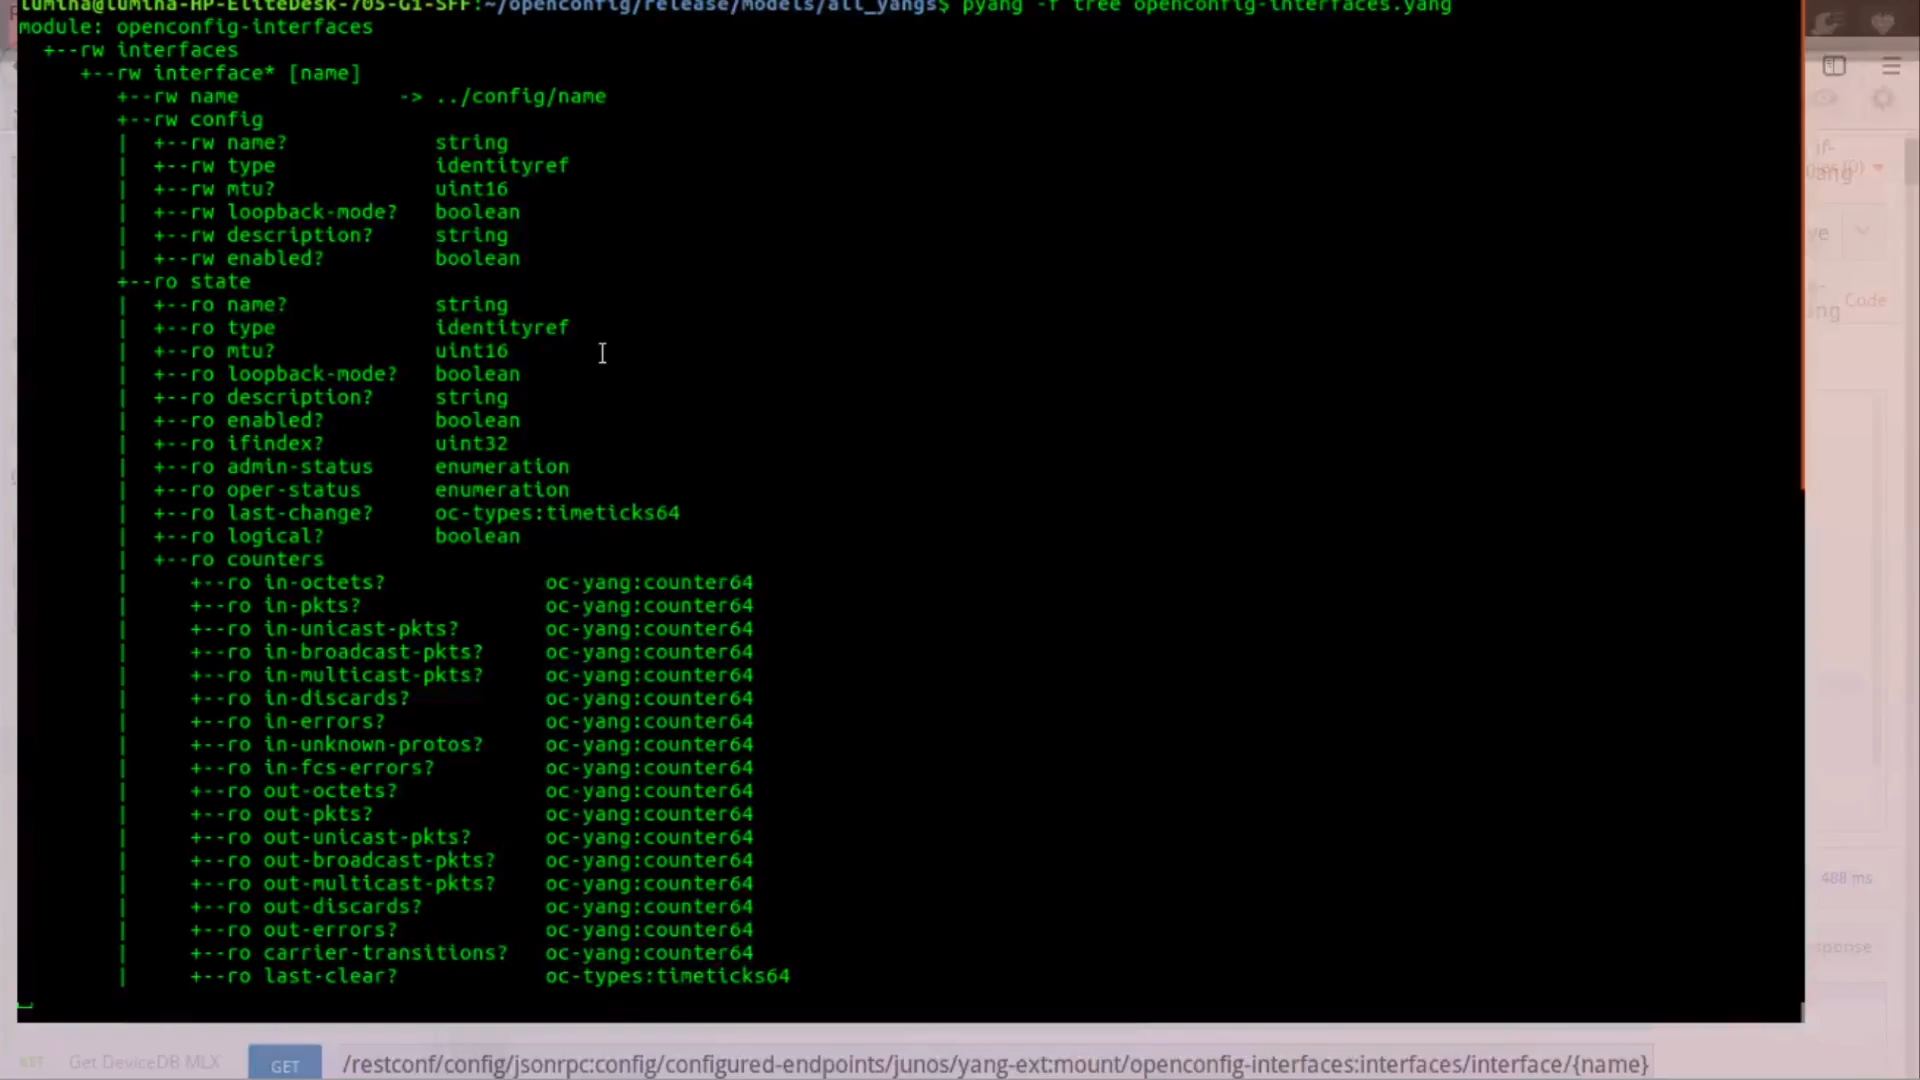 lumina@lumina-HP-EliteDesk-705-G1-SFF:~/openconfig/release/models/all_yangs$ pyang -f tree openconfig-interfaces.yang
module: openconfig-interfaces
  +--rw interfaces
     +--rw interface* [name]
        +--rw name             -> ../config/name
        +--rw config
        |  +--rw name?            string
        |  +--rw type             identityref
        |  +--rw mtu?             uint16
        |  +--rw loopback-mode?   boolean
        |  +--rw description?     string
        |  +--rw enabled?         boolean
        +--ro state
        |  +--ro name?            string
        |  +--ro type             identityref
        |  +--ro mtu?             uint16
        |  +--ro loopback-mode?   boolean
        |  +--ro description?     string
        |  +--ro enabled?         boolean
        |  +--ro ifindex?         uint32
        |  +--ro admin-status     enumeration
        |  +--ro oper-status      enumeration
        |  +--ro last-change?     oc-types:timeticks64
        |  +--ro logical?         boolean
        |  +--ro counters
        |     +--ro in-octets?             oc-yang:counter64
        |     +--ro in-pkts?               oc-yang:counter64
        |     +--ro in-unicast-pkts?       oc-yang:counter64
        |     +--ro in-broadcast-pkts?     oc-yang:counter64
        |     +--ro in-multicast-pkts?     oc-yang:counter64
        |     +--ro in-discards?           oc-yang:counter64
        |     +--ro in-errors?             oc-yang:counter64
        |     +--ro in-unknown-protos?     oc-yang:counter64
        |     +--ro in-fcs-errors?         oc-yang:counter64
        |     +--ro out-octets?            oc-yang:counter64
        |     +--ro out-pkts?              oc-yang:counter64
        |     +--ro out-unicast-pkts?      oc-yang:counter64
        |     +--ro out-broadcast-pkts?    oc-yang:counter64
        |     +--ro out-multicast-pkts?    oc-yang:counter64
        |     +--ro out-discards?          oc-yang:counter64
        |     +--ro out-errors?            oc-yang:counter64
        |     +--ro carrier-transitions?   oc-yang:counter64
        |     +--ro last-clear?            oc-types:timeticks64
Code
488 ms
GET Get DeviceDB MLX GET /restconf/config/jsonrpc:config/configured-endpoints/junos/yang-ext:mount/openconfig-interfaces:interfaces/interface/{name}